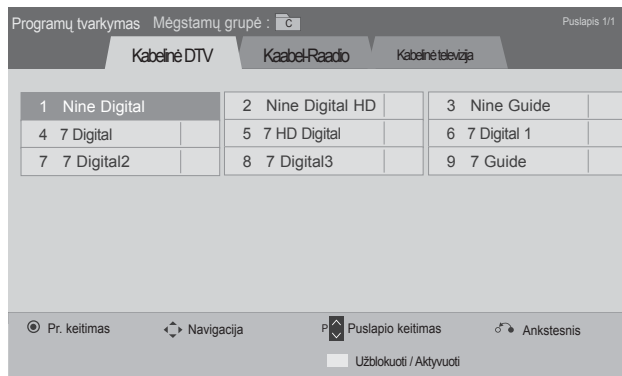 Programų tvarkymas Mėgstamų grupė : C Puslapis 1/1
Kabelinė DTV Kaabel-Raadio Kabelinė televizija
1 Nine Digital 2 Nine Digital HD 3 Nine Guide
4 7 Digital 5 7 HD Digital 6 7 Digital 1
7 7 Digital2 8 7 Digital3 9 7 Guide
Pr. keitimas Navigacija P Puslapio keitimas Ankstesnis
Užblokuoti / Aktyvuoti